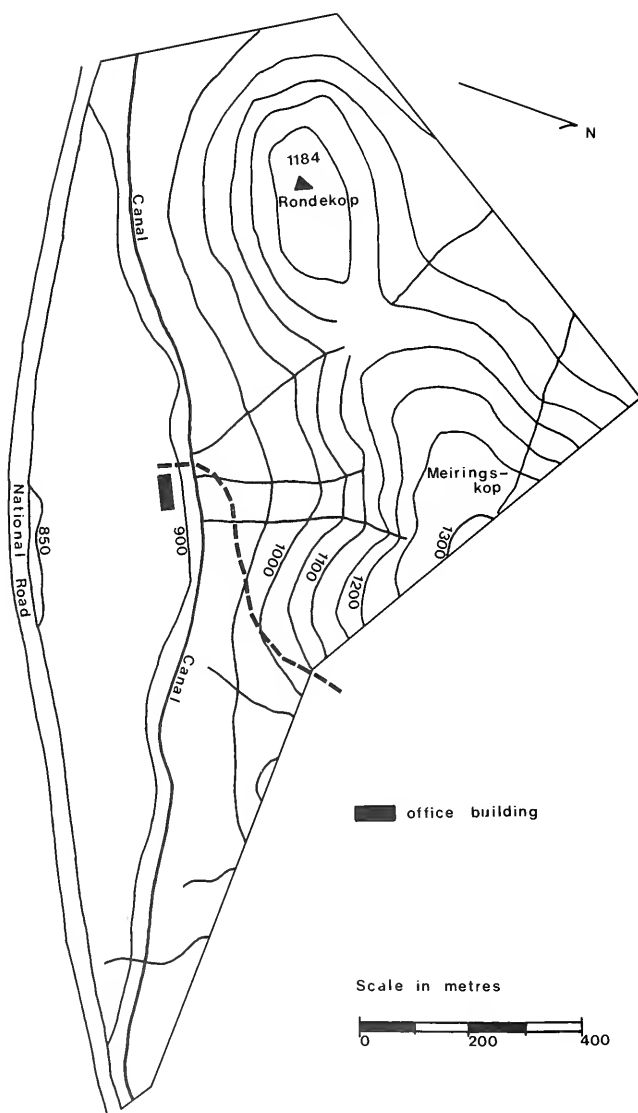 N
1184
Rondekop
Canal
Meirings-
kop
1300
1200
1100
1000
900
850
National Road
Canal
office building
Scale in metres
0 200 400